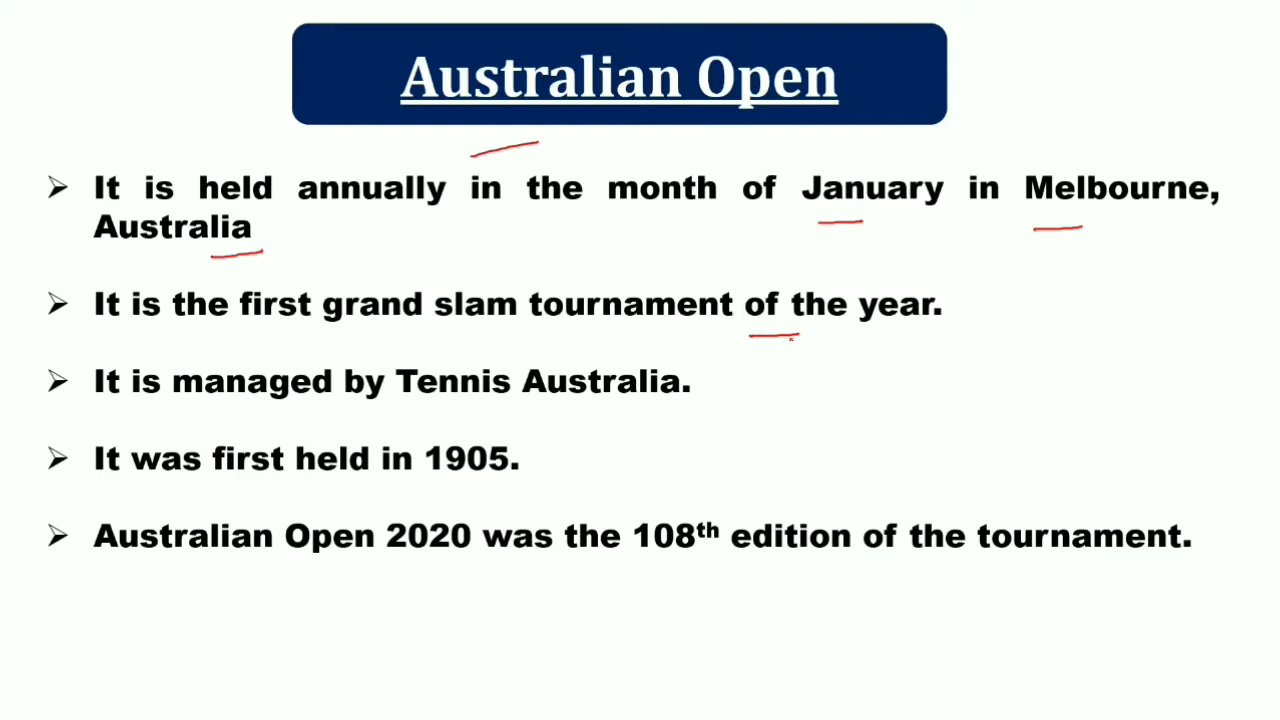 Australian Open
➢ It is held annually in the month of January in Melbourne,
Australia
➢ It is the first grand slam tournament of the year.
➢ It is managed by Tennis Australia.
➢ It was first held in 1905.
➢ Australian Open 2020 was the 108th edition of the tournament.